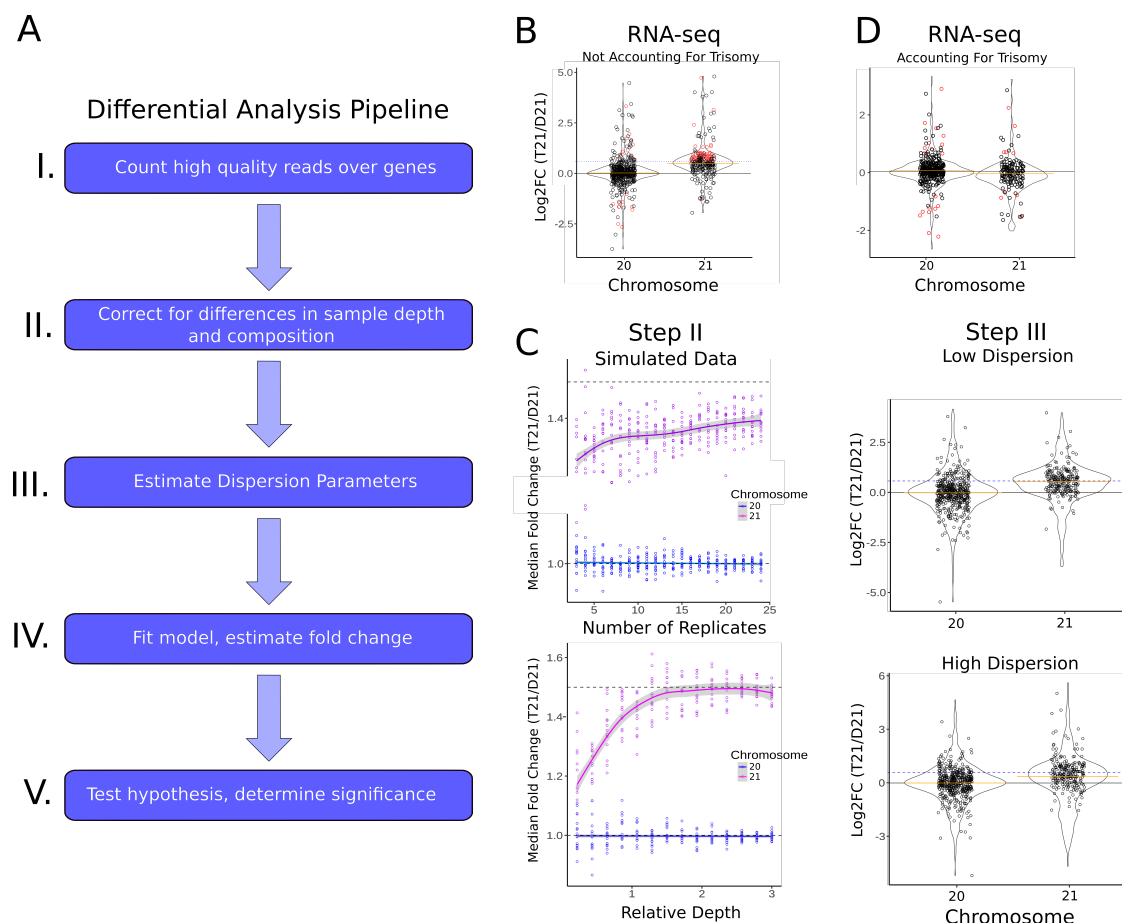 A
Differential Analysis Pipeline
I.
Count high quality reads over genes
II.
Correct for differences in sample depth
and composition
III.
Estimate Dispersion Parameters
IV.
Fit model, estimate fold change
V.
Test hypothesis, determine significance
B
RNA-seq
Not Accounting For Trisomy
Log2FC (T21/D21)
5.0
2.5
0.0
-2.5
20
21
Chromosome
D
RNA-seq
Accounting For Trisomy
2
0
-2
20
21
Chromosome
C
Step II
Simulated Data
Median Fold Change (T21/D21)
1.4
1.0
Chromosome
20
21
5
10
15
20
25
Number of Replicates
Median Fold Change (T21/D21)
1.6
1.4
1.2
1.0
Chromosome
20
21
1
2
3
Relative Depth
Step III
Low Dispersion
Log2FC (T21/D21)
2.5
0.0
-2.5
-5.0
20
21
High Dispersion
Log2FC (T21/D21)
6
3
0
-3
20
21
Chromosome